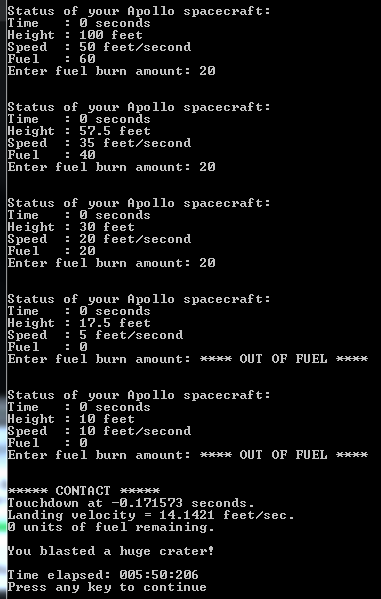 Status of your Apollo spacecraft:
Time : 0 seconds
Height : 100 feet
Speed : 50 feet/second
Fuel : 60
Enter fuel burn amount: 20
Status of your Apollo spacecraft:
Time : 0 seconds
Height : 57.5 feet
Speed : 35 feet/second
Fuel : 40
Enter fuel burn amount: 20
Status of your Apollo spacecraft:
Time : 0 seconds
Height : 30 feet
Speed : 20 feet/second
Fuel : 20
Enter fuel burn amount: 20
Status of your Apollo spacecraft:
Time : 0 seconds
Height : 17.5 feet
Speed : 5 feet/second
Fuel : 0
Enter fuel burn amount: **** OUT OF FUEL ****
Status of your Apollo spacecraft:
Time : 0 seconds
Height : 10 feet
Speed : 10 feet/second
Fuel : 0
Enter fuel burn amount: **** OUT OF FUEL ****
***** CONTACT *****
Touchdown at -0.171573 seconds.
Landing velocity = 14.1421 feet/sec.
0 units of fuel remaining.
You blasted a huge crater!
Time elapsed: 005:50:206
Press any key to continue